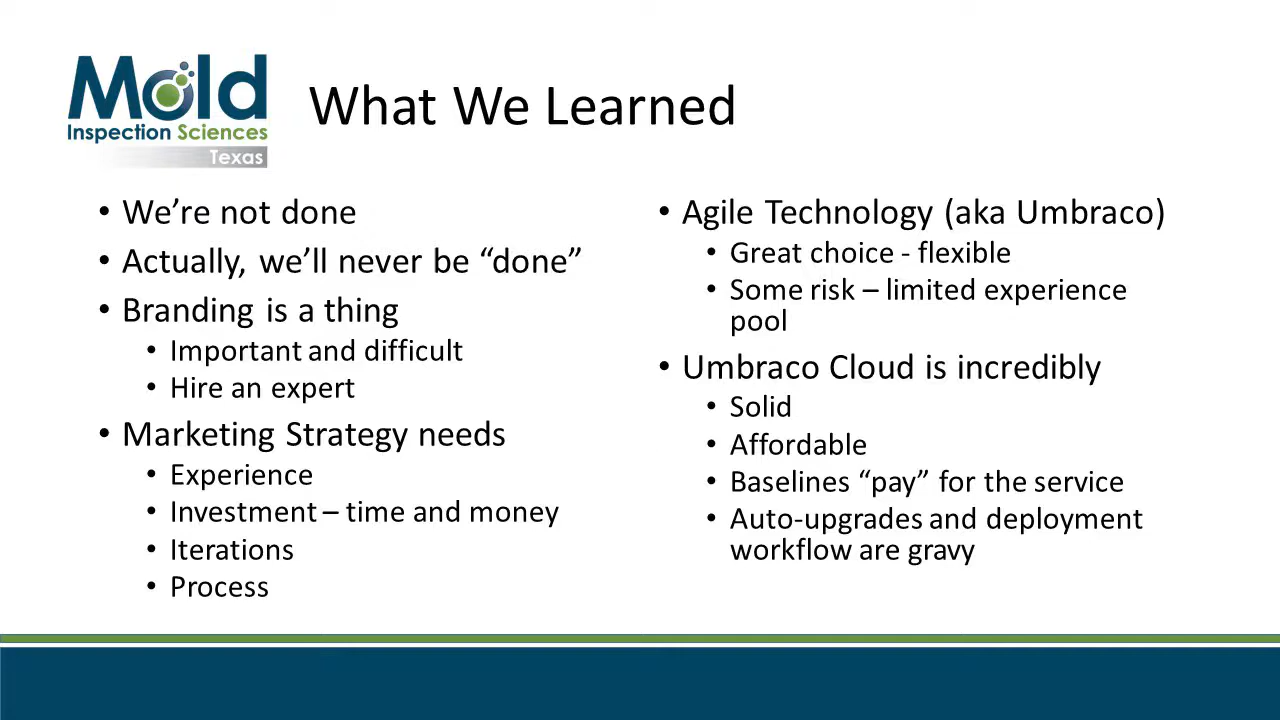 Mold
Inspection Sciences
Texas
What We Learned
• We’re not done
• Actually, we’ll never be “done”
• Branding is a thing
• Important and difficult
• Hire an expert
• Marketing Strategy needs
• Experience
• Investment – time and money
• Iterations
• Process
• Agile Technology (aka Umbraco)
• Great choice - flexible
• Some risk – limited experience
pool
• Umbraco Cloud is incredibly
• Solid
• Affordable
• Baselines “pay” for the service
• Auto-upgrades and deployment
workflow are gravy